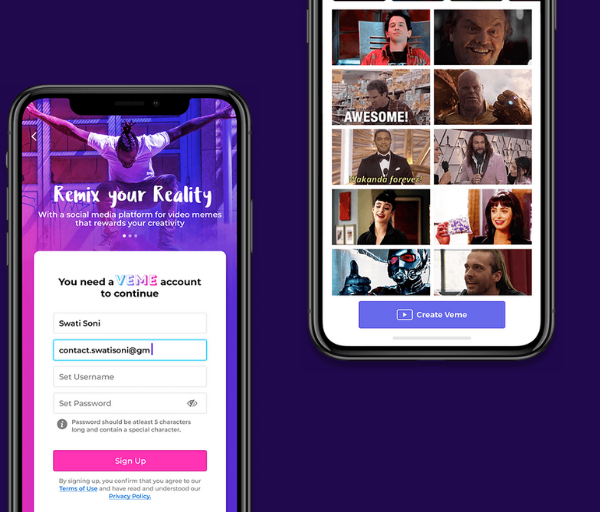 Remix your Reality
With a social media platform for video memes
that rewards your creativity
You need a VEME account
to continue
Swati Soni
contact.swatisoni@gm
Set Username
Set Password
Password should be atleast 5 characters
long and contain a special character.
Sign Up
By signing up, you confirm that you agree to our
Terms of Use and have read and understood our
Privacy Policy.
AWESOME!
Wakanda forever!
Create Veme